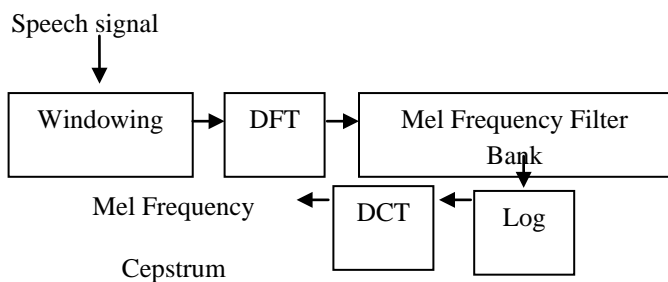 Speech signal
Windowing
DFT
Mel Frequency Filter
Bank
Mel Frequency
DCT
Log
Cepstrum